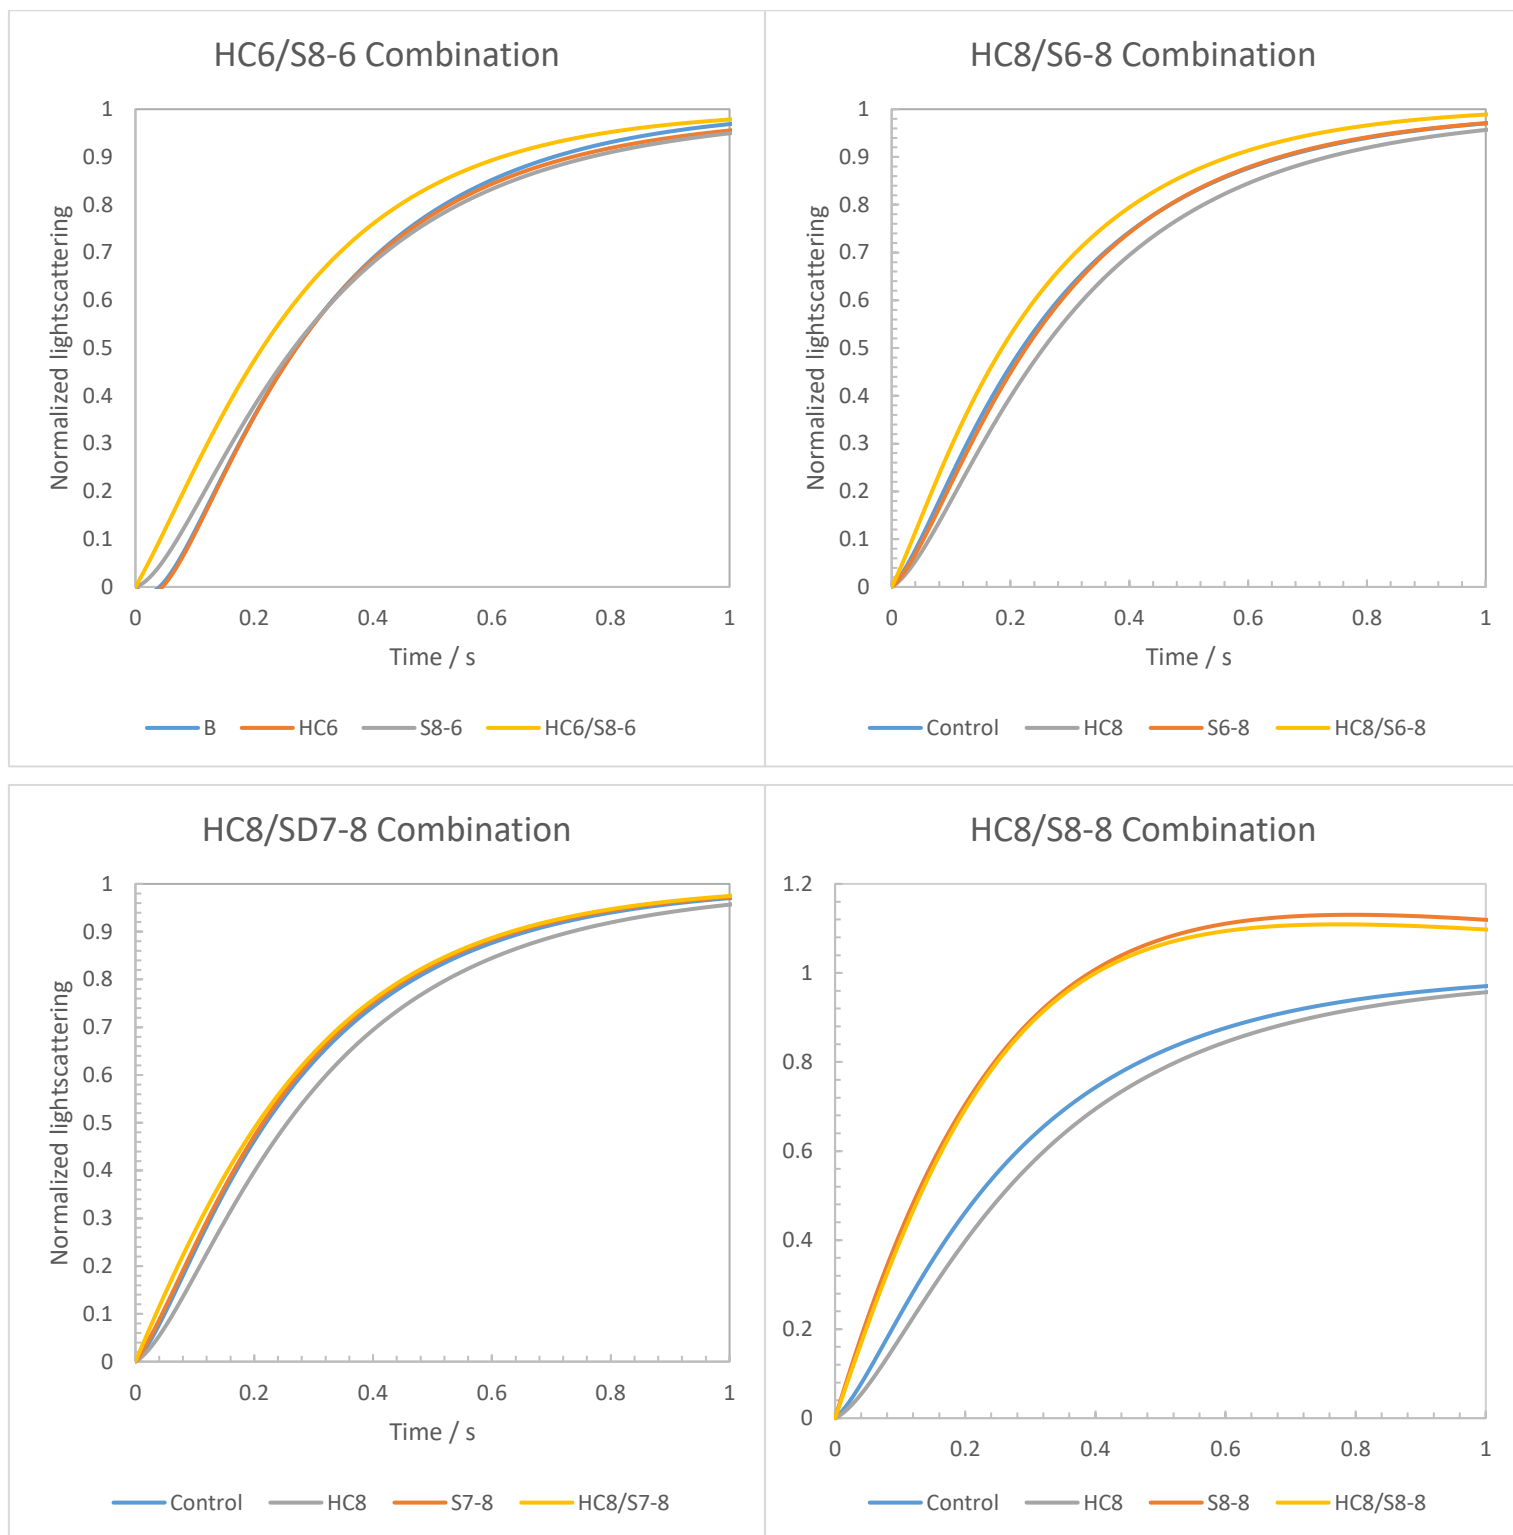 HC6/S8-6 Combination
1
0.9
0.8
0.7
0.6
0.5
0.4
0.3
0.2
0.1
0
Normalized lightscattering
0 0.2 0.4 0.6 0.8 1
Time / s
B HC6 S8-6 HC6/S8-6
HC8/S6-8 Combination
1
0.9
0.8
0.7
0.6
0.5
0.4
0.3
0.2
0.1
0
Normalized lightscattering
0 0.2 0.4 0.6 0.8 1
Time / s
Control HC8 S6-8 HC8/S6-8
HC8/SD7-8 Combination
1
0.9
0.8
0.7
0.6
0.5
0.4
0.3
0.2
0.1
0
Normalized lightscattering
0 0.2 0.4 0.6 0.8 1
Time / s
Control HC8 S7-8 HC8/S7-8
HC8/S8-8 Combination
1.2
1
0.8
0.6
0.4
0.2
0
0 0.2 0.4 0.6 0.8 1
Control HC8 S8-8 HC8/S8-8